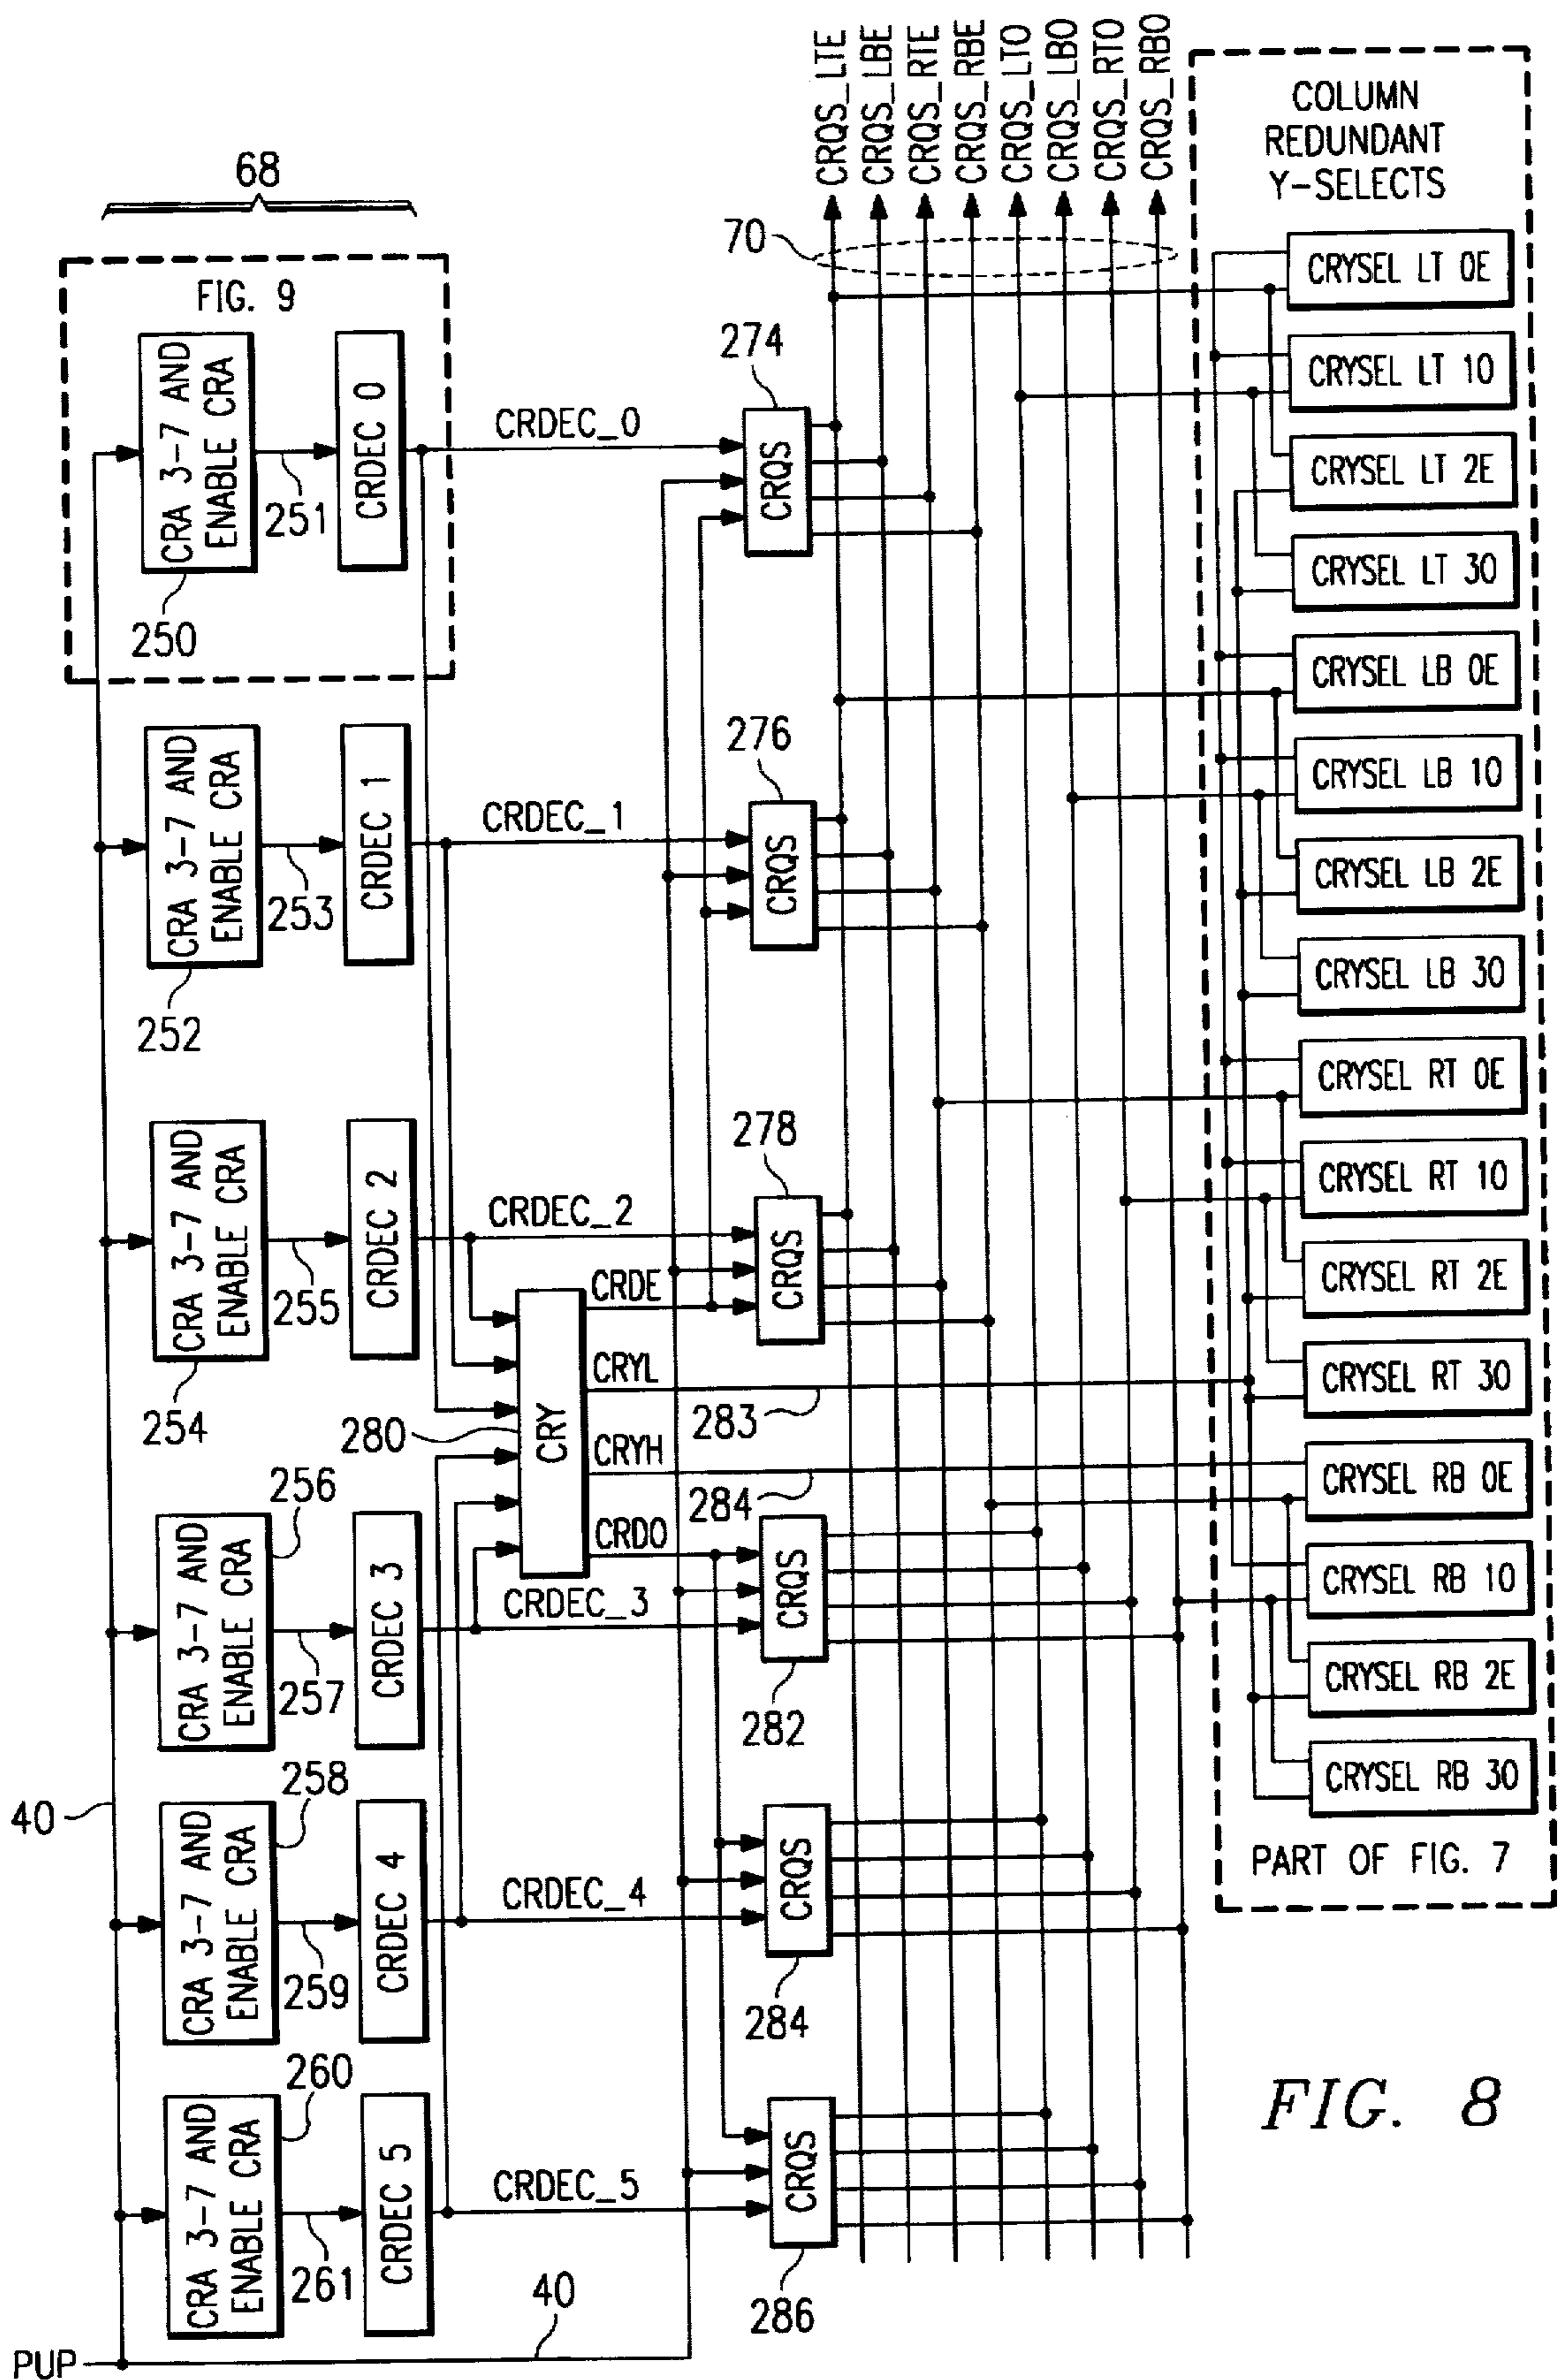 CRQS_LTE
CRQS_LBE
CRQS_RTE
CRQS_RBE
CRQS_LTO
CRQS_LBO
CRQS_RTO
CRQS_RBO
COLUMN
REDUNDANT
Y-SELECTS
68
70
FIG. 9
CRA 3-7 AND
ENABLE CRA
250
251
CRDEC 0
CRDEC_0
274
CRQS
CRYSEL LT 0E
CRYSEL LT 10
CRYSEL LT 2E
CRYSEL LT 30
CRYSEL LB 0E
CRYSEL LB 10
CRYSEL LB 2E
CRYSEL LB 30
CRYSEL RT 0E
CRYSEL RT 10
CRYSEL RT 2E
CRYSEL RT 30
CRYSEL RB 0E
CRYSEL RB 10
CRYSEL RB 2E
CRYSEL RB 30
PART OF FIG. 7
CRA 3-7 AND
ENABLE CRA
252
253
CRDEC 1
CRDEC_1
276
CRQS
CRA 3-7 AND
ENABLE CRA
254
255
CRDEC 2
CRDEC_2
278
CRQS
CRDE
CRYL
283
280
CRY
CRYH
284
CRDO
CRA 3-7 AND
ENABLE CRA
256
257
CRDEC 3
CRDEC_3
CRQS
282
40
CRA 3-7 AND
ENABLE CRA
258
259
CRDEC 4
CRDEC_4
CRQS
284
CRA 3-7 AND
ENABLE CRA
260
261
CRDEC 5
CRDEC_5
CRQS
286
40
PUP
FIG. 8